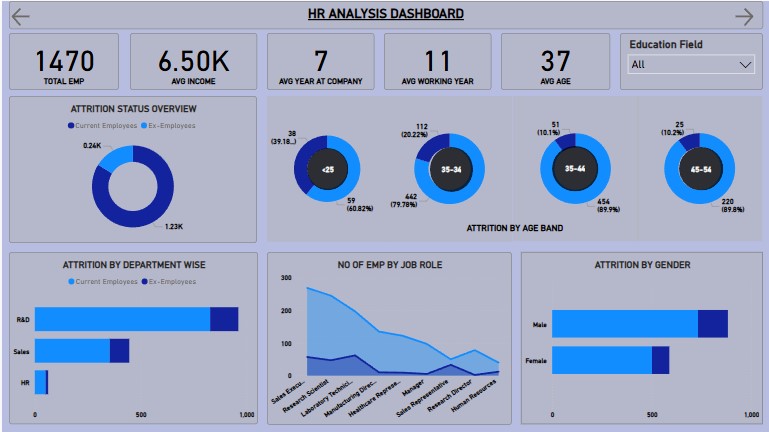 HR ANALYSIS DASHBOARD
1470
TOTAL EMP
6.50K
AVG INCOME
7
AVG YEAR AT COMPANY
11
AVG WORKING YEAR
37
AVG AGE
Education Field
All
ATTRITION STATUS OVERVIEW
Current Employees Ex-Employees
0.24K
1.23K
38
(39.18...)
<25
59
(60.82%)
112
(20.22%)
35-34
442
(79.78%)
51
(10.1%)
35-44
454
(89.9%)
25
(10.2%)
45-54
220
(89.8%)
ATTRITION BY AGE BAND
ATTRITION BY DEPARTMENT WISE
Current Employees Ex-Employees
R&D
Sales
HR
0 500 1,000
NO OF EMP BY JOB ROLE
300
200
100
0
Sales Execu...
Research Scientist
Laboratory Technici...
Manufacturing Direc...
Healthcare Represe...
Manager
Sales Representative
Research Director
Human Resources
ATTRITION BY GENDER
Male
Female
0 500 1,000